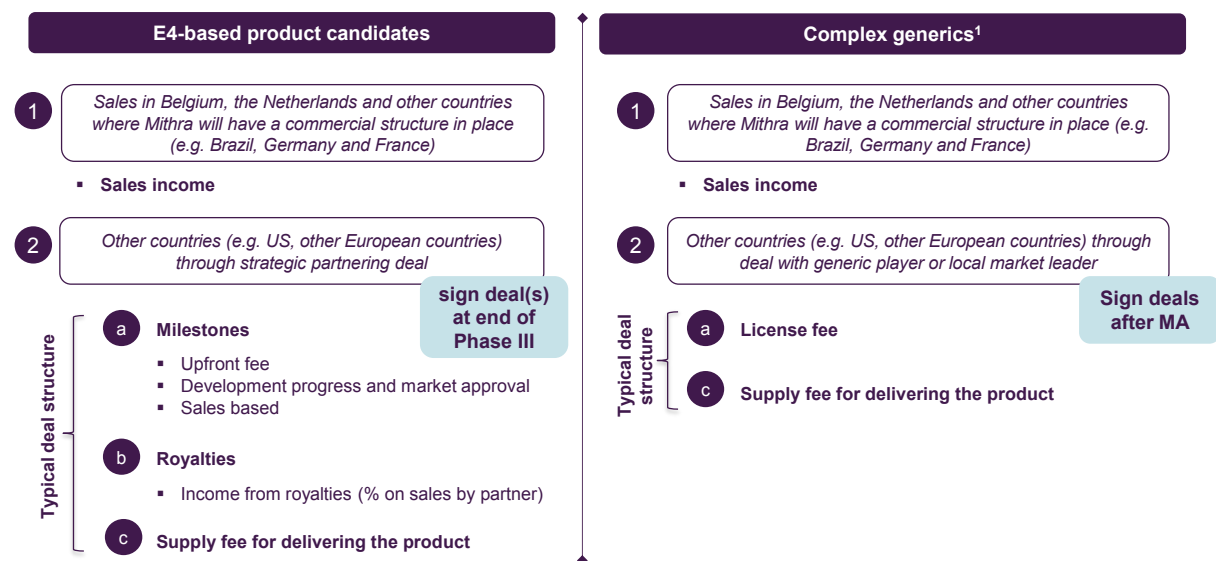 E4-based product candidates
1
Sales in Belgium, the Netherlands and other countries
where Mithra will have a commercial structure in place
(e.g. Brazil, Germany and France)
▪ Sales income
2
Other countries (e.g. US, other European countries)
through strategic partnering deal
sign deal(s)
at end of
Phase III
Typical deal structure
a Milestones
▪ Upfront fee
▪ Development progress and market approval
▪ Sales based
b Royalties
▪ Income from royalties (% on sales by partner)
c Supply fee for delivering the product
Complex generics¹
1
Sales in Belgium, the Netherlands and other countries
where Mithra will have a commercial structure in place (e.g.
Brazil, Germany and France)
▪ Sales income
2
Other countries (e.g. US, other European countries) through
deal with generic player or local market leader
Sign deals
after MA
Typical deal
structure
a License fee
c Supply fee for delivering the product